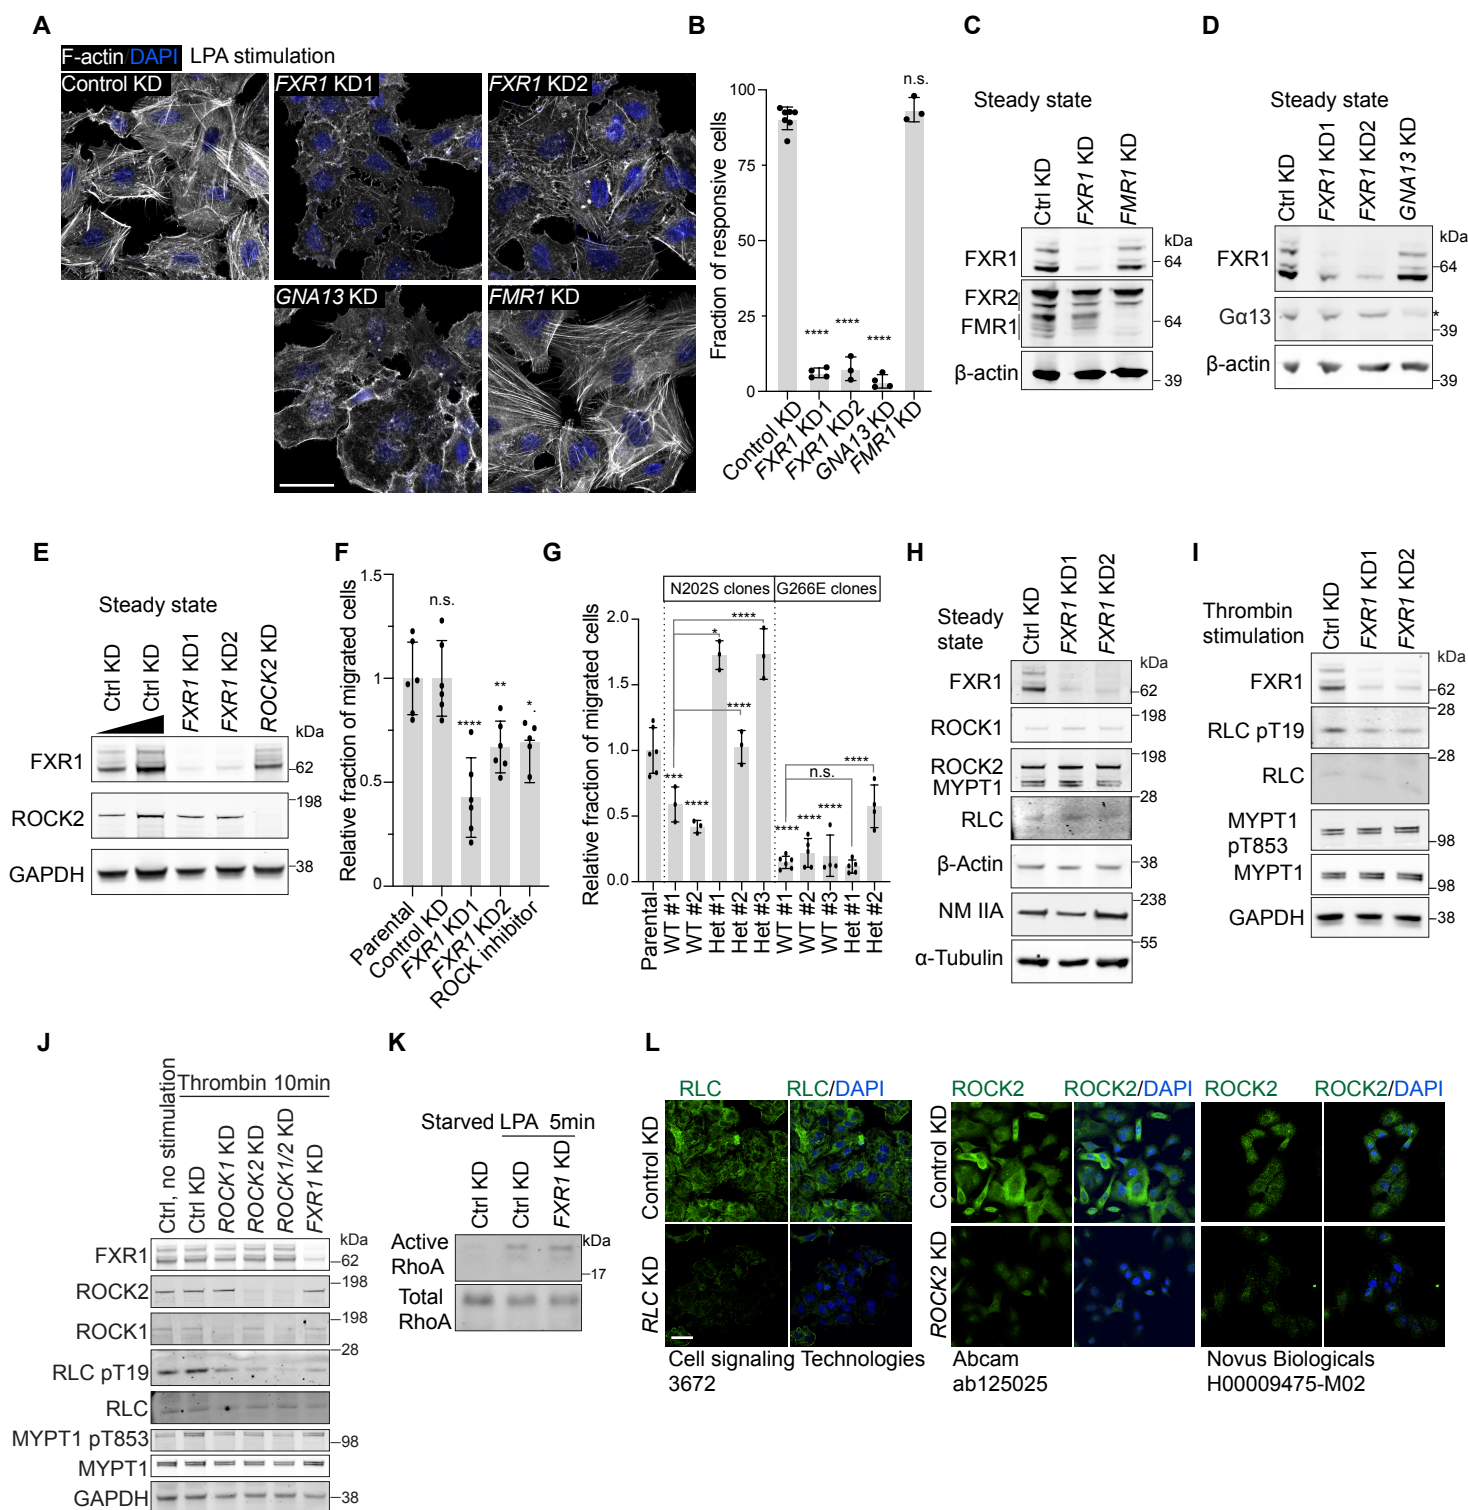 A
F-actin/DAPI LPA stimulation
Control KD
FXR1 KD1
FXR1 KD2
GNA13 KD
FMR1 KD
B
Fraction of responsive cells
100
75
50
25
0
****
****
****
n.s.
Control KD
FXR1 KD1
FXR1 KD2
GNA13 KD
FMR1 KD
C
Steady state
Ctrl KD
FXR1 KD
FMR1 KD
kDa
FXR1
64
FXR2
FMR1
64
β-actin
39
D
Steady state
Ctrl KD
FXR1 KD1
FXR1 KD2
GNA13 KD
kDa
FXR1
64
Gα13
*
39
β-actin
39
E
Steady state
Ctrl KD
Ctrl KD
FXR1 KD1
FXR1 KD2
ROCK2 KD
kDa
FXR1
62
198
ROCK2
GAPDH
38
F
Relative fraction of migrated cells
1.5
1
0.5
0
n.s.
****
**
*
Parental
Control KD
FXR1 KD1
FXR1 KD2
ROCK inhibitor
G
N202S clones
G266E clones
Relative fraction of migrated cells
2.0
1.5
1.0
0.5
0.0
***
****
*
****
****
****
****
****
n.s.
****
Parental
WT #1
WT #2
Het #1
Het #2
Het #3
WT #1
WT #2
WT #3
Het #1
Het #2
H
Steady
state
Ctrl KD
FXR1 KD1
FXR1 KD2
kDa
FXR1
62
198
ROCK1
198
ROCK2
MYPT1
28
RLC
β-Actin
38
238
NM IIA
55
α-Tubulin
I
Thrombin
stimulation
Ctrl KD
FXR1 KD1
FXR1 KD2
kDa
FXR1
62
28
RLC pT19
28
RLC
MYPT1
pT853
98
MYPT1
98
GAPDH
38
J
Thrombin 10min
Ctrl, no stimulation
Ctrl KD
ROCK1 KD
ROCK2 KD
ROCK1/2 KD
FXR1 KD
kDa
FXR1
62
198
ROCK2
198
ROCK1
28
RLC pT19
RLC
MYPT1 pT853
98
MYPT1
GAPDH
38
K
Starved LPA 5min
Ctrl KD
Ctrl KD
FXR1 KD
kDa
Active
RhoA
17
Total
RhoA
L
RLC
RLC/DAPI
ROCK2
ROCK2/DAPI
ROCK2
ROCK2/DAPI
Control KD
RLC KD
Control KD
ROCK2 KD
Cell signaling Technologies
3672
Abcam
ab125025
Novus Biologicals
H00009475-M02